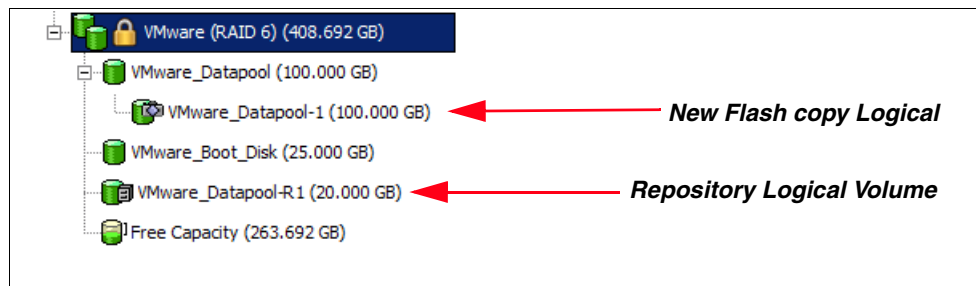 VMware (RAID 6) (408.692 GB)
VMware_Datapool (100.000 GB)
VMware_Datapool-1 (100.000 GB)
New Flash copy Logical
VMware_Boot_Disk (25.000 GB)
VMware_Datapool-R1 (20.000 GB)
Repository Logical Volume
Free Capacity (263.692 GB)